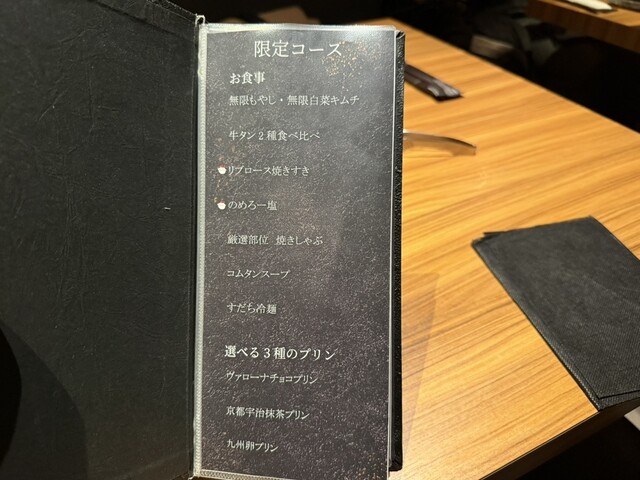 限定コース
お食事
無限もやし・無限白菜キムチ
牛タン2種食べ比べ
リブロース焼きすき
のめろー塩
厳選部位 焼きしゃぶ
コムタンスープ
すだち冷麺
選べる3種のプリン
ヴァローナチョコプリン
京都宇治抹茶プリン
九州卵プリン